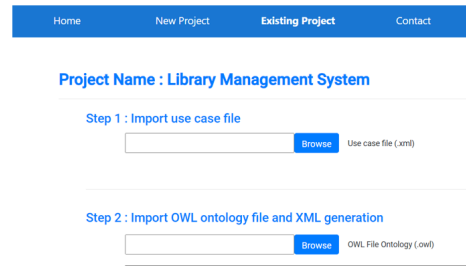 Home New Project Existing Project Contact
Project Name : Library Management System
Step 1 : Import use case file
Browse Use case file (.xml)
Step 2 : Import OWL ontology file and XML generation
Browse OWL File Ontology (.owl)